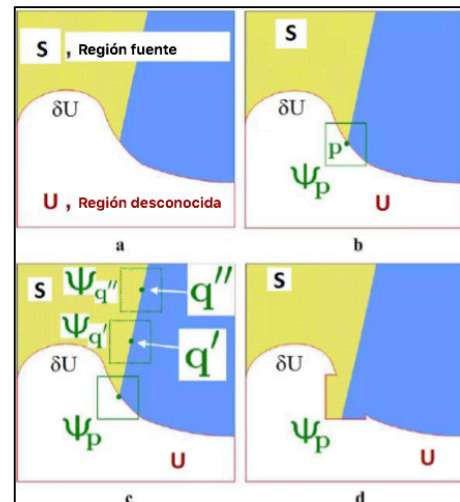 S , Región fuente
δU
U , Región desconocida
a
S
δU
p
Ψp
U
b
S
Ψq″
q″
Ψq′
q′
δU
Ψp
U
c
S
δU
Ψp
U
d